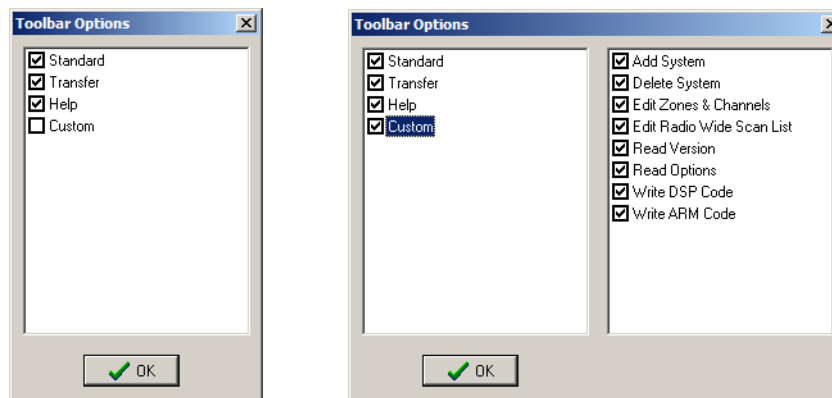 Toolbar Options
Standard
Transfer
Help
Custom
OK
Toolbar Options
Standard
Transfer
Help
Custom
Add System
Delete System
Edit Zones & Channels
Edit Radio Wide Scan List
Read Version
Read Options
Write DSP Code
Write ARM Code
OK